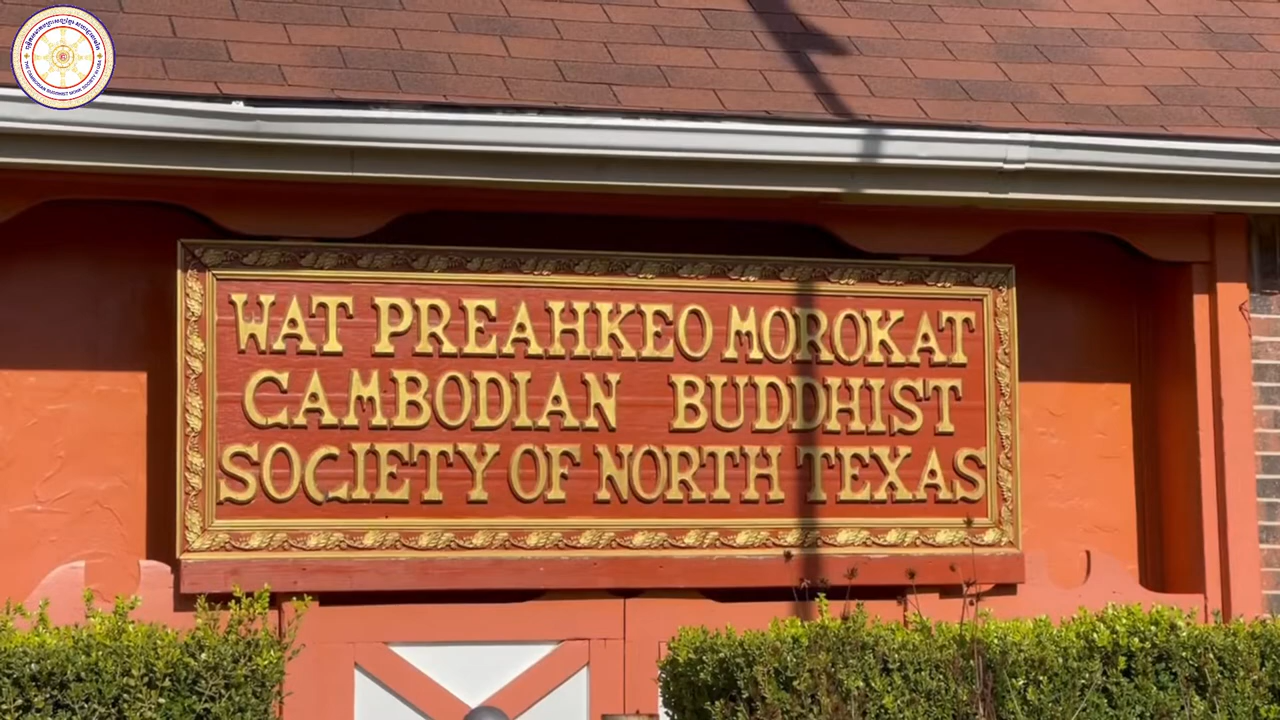 WAT PREAHKEO MOROKAT
CAMBODIAN BUDDHIST
SOCIETY OF NORTH TEXAS